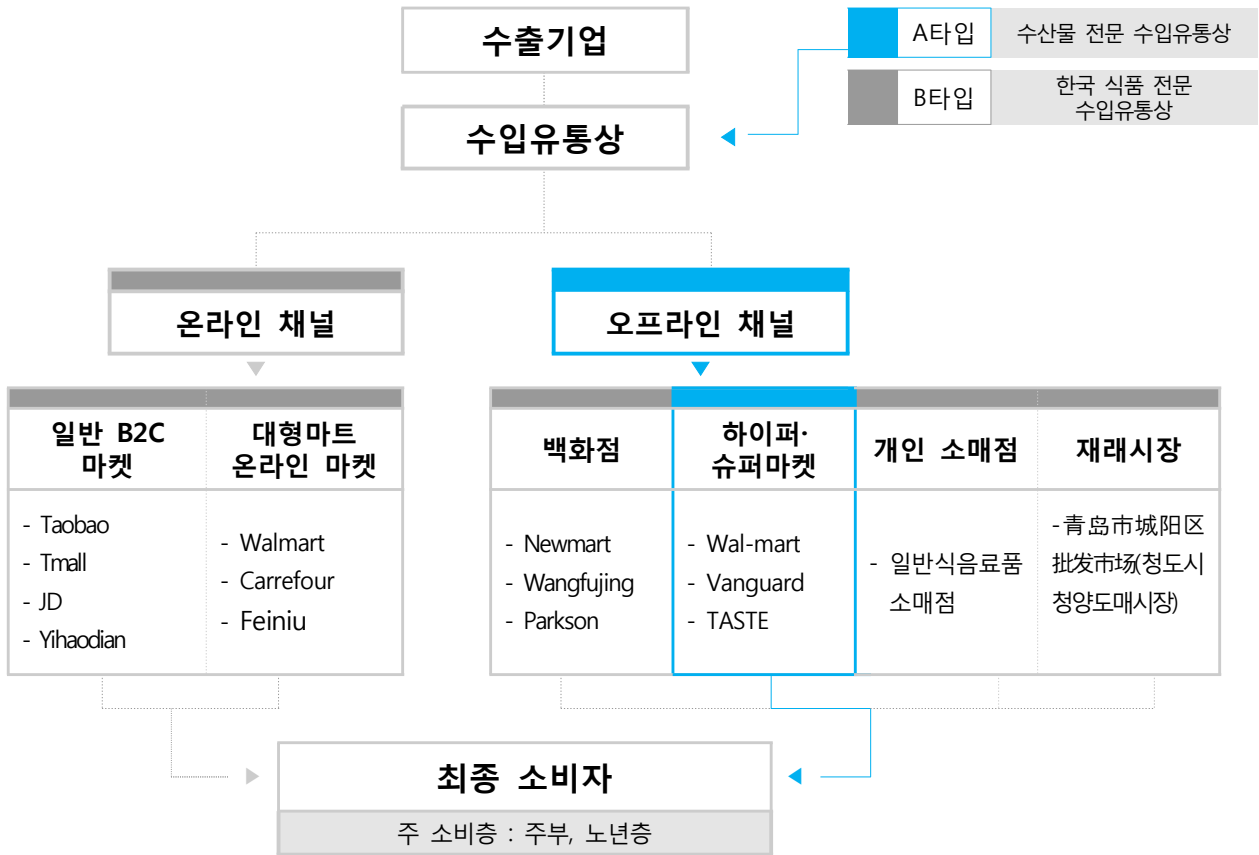 수출기업
A타입
수산물 전문 수입유통상
B타입
한국 식품 전문
수입유통상
수입유통상
온라인 채널
오프라인 채널
일반 B2C
마켓
대형마트
온라인 마켓
- Taobao
- Tmall
- JD
- Yihaodian
- Walmart
- Carrefour
- Feiniu
백화점
하이퍼·
슈퍼마켓
개인 소매점
재래시장
- Newmart
- Wangfujing
- Parkson
- Wal-mart
- Vanguard
- TASTE
- 일반식음료품
소매점
-青岛市城阳区
批发市场(청도시
청양도매시장)
최종 소비자
주 소비층 : 주부, 노년층